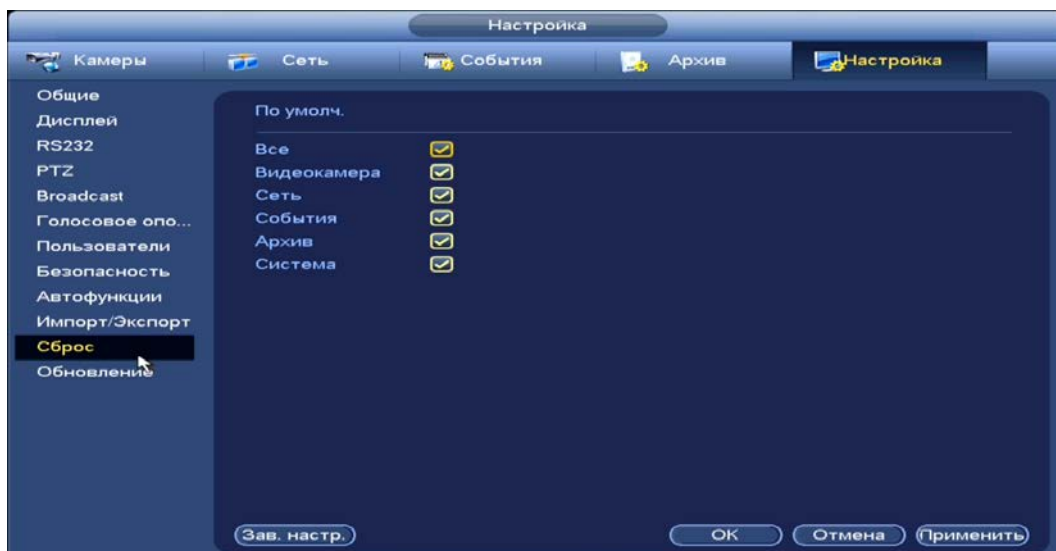 Настройка
Камеры Сеть События Архив Настройка
Общие
Дисплей
RS232
PTZ
Broadcast
Голосовое опо...
Пользователи
Безопасность
Автофункции
Импорт/Экспорт
Сброс
Обновление
По умолч.
Все
Видеокамера
Сеть
События
Архив
Система
Зав. настр. ОК Отмена Применить